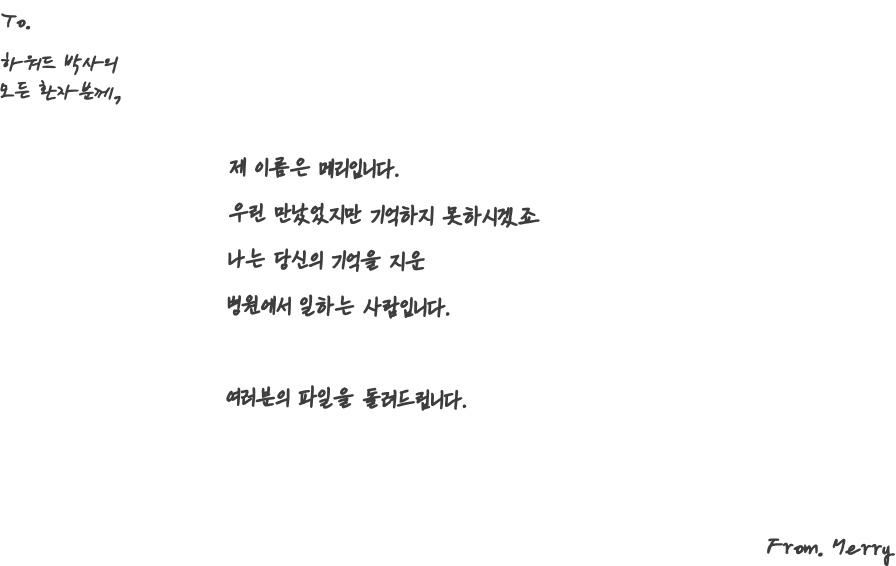 To.
하워드 박사의
모든 환자분께,
제 이름은 메리입니다.
우린 만났었지만 기억하지 못하시겠죠
나는 당신의 기억을 지운
병원에서 일하는 사람입니다.
여러분의 파일을 돌려드립니다.
From. Merry